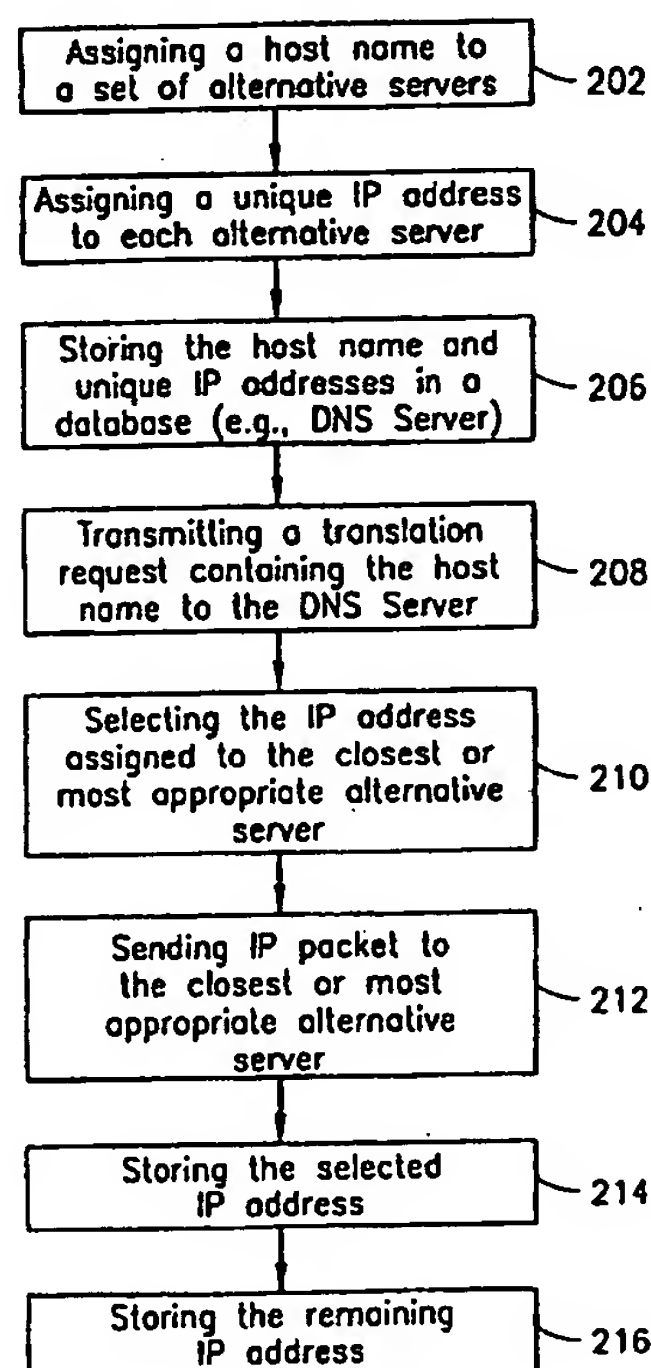 Assigning a host name to
a set of alternative servers
202
Assigning a unique IP address
to each alternative server
204
Storing the host name and
unique IP addresses in a
database (e.g., DNS Server)
206
Transmitting a translation
request containing the host
name to the DNS Server
208
Selecting the IP address
assigned to the closest or
most appropriate alternative
server
210
Sending IP packet to
the closest or most
appropriate alternative
server
212
Storing the selected
IP address
214
Storing the remaining
IP address
216